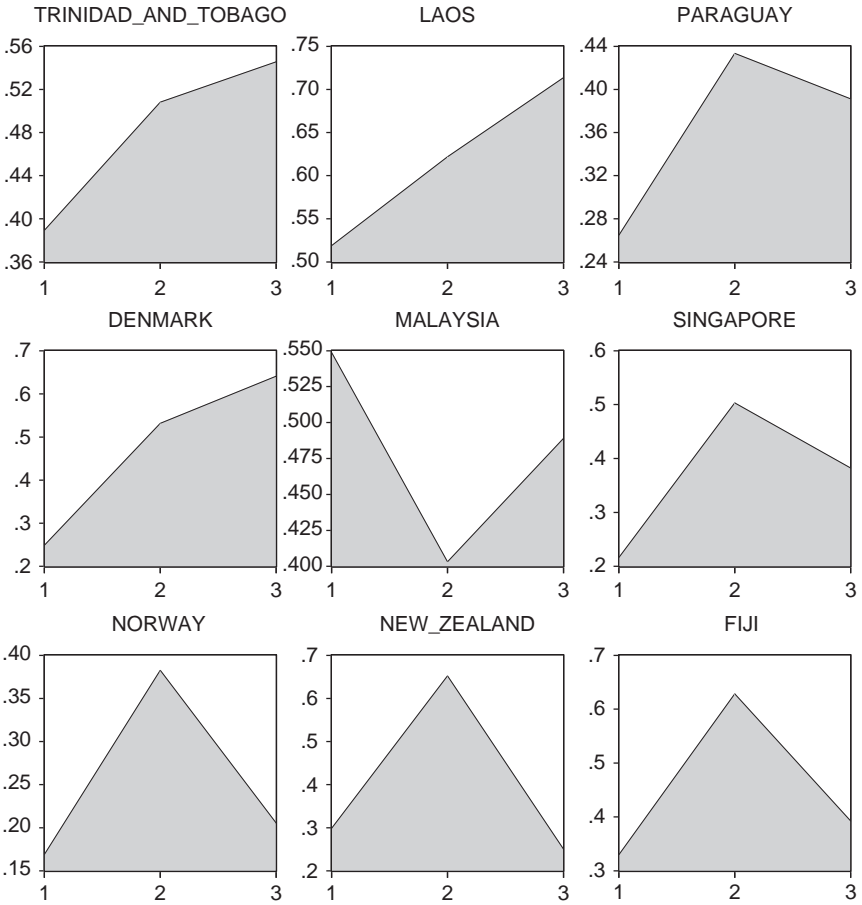 TRINIDAD_AND_TOBAGO
.56
.52
.48
.44
.40
.36
1 2 3
LAOS
.75
.70
.65
.60
.55
.50
1 2 3
PARAGUAY
.44
.40
.36
.32
.28
.24
1 2 3
DENMARK
.7
.6
.5
.4
.3
.2
1 2 3
MALAYSIA
.550
.525
.500
.475
.450
.425
.400
1 2 3
SINGAPORE
.6
.5
.4
.3
.2
1 2 3
NORWAY
.40
.35
.30
.25
.20
.15
1 2 3
NEW_ZEALAND
.7
.6
.5
.4
.3
.2
1 2 3
FIJI
.7
.6
.5
.4
.3
1 2 3